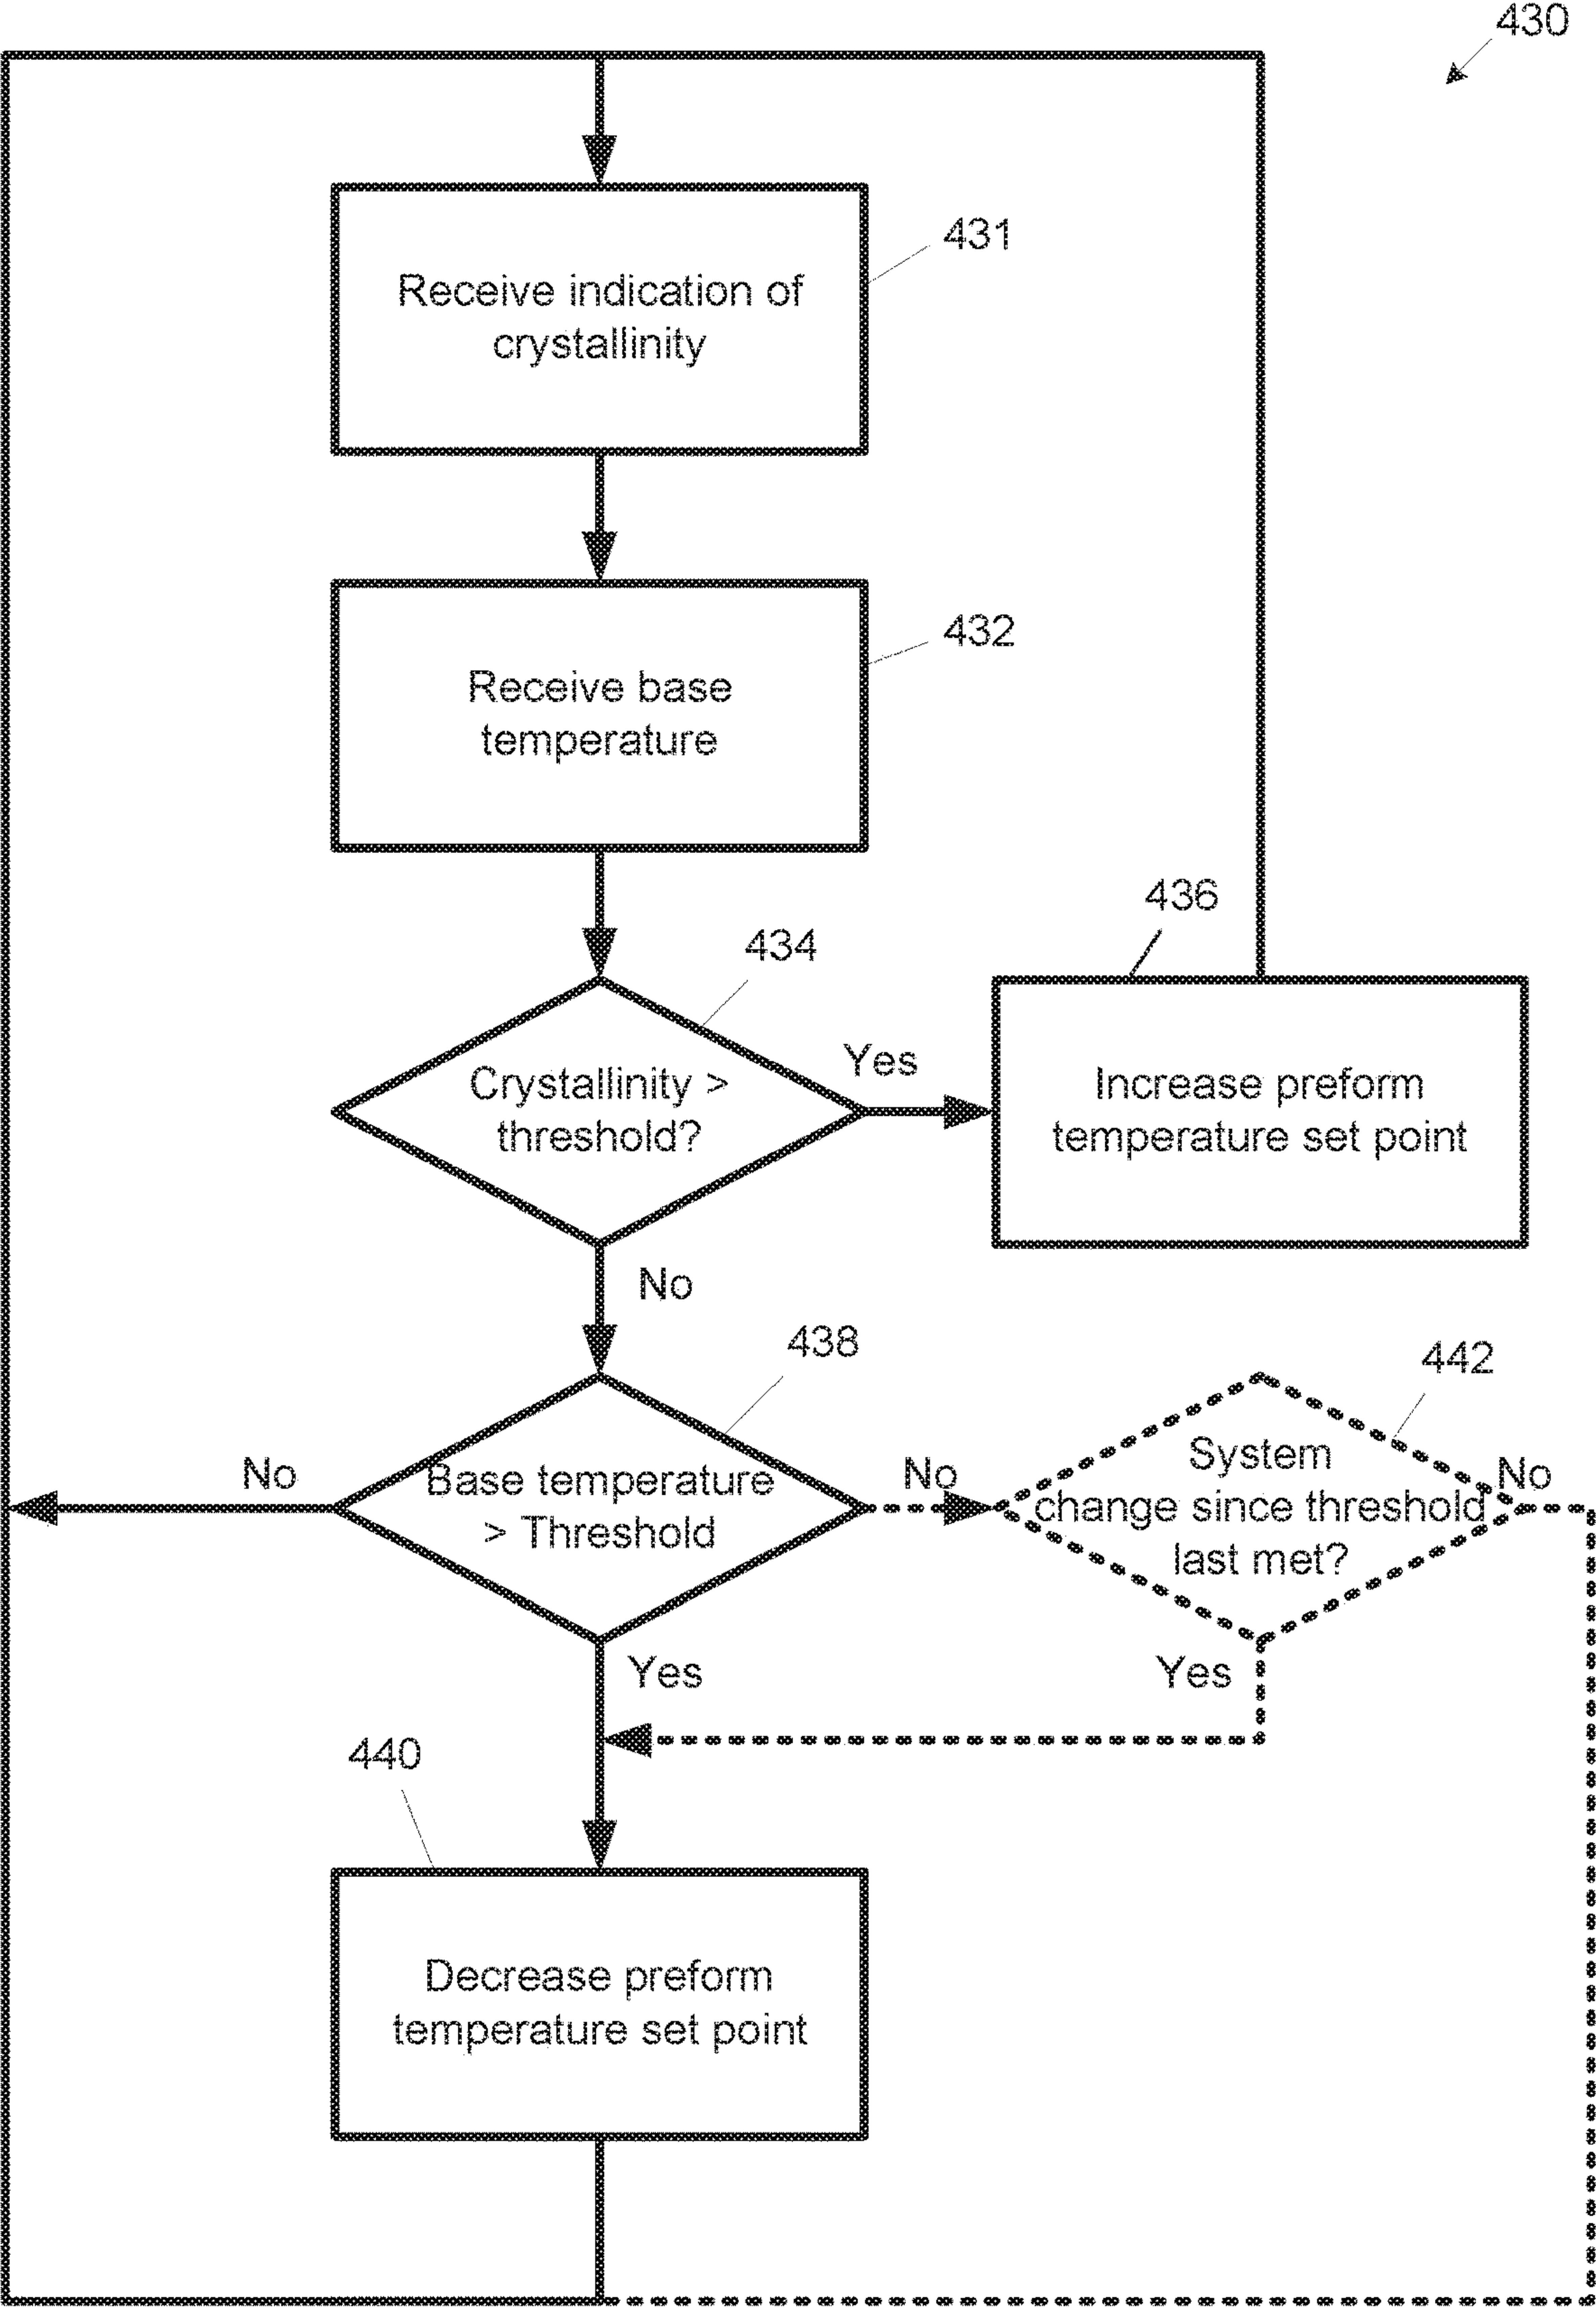 430
431
Receive indication of
crystallinity
432
Receive base
temperature
436
434
Yes
Crystallinity >
threshold?
Increase preform
temperature set point
No
438
442
No
Base temperature
> Threshold
No
System
change since threshold
last met?
No
Yes
Yes
440
Decrease preform
temperature set point